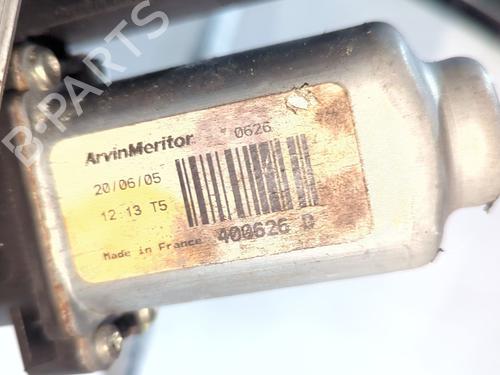 B-PARTS
ArvinMeritor 0626
20/06/05
12:13 T5
Made in France 400626 D